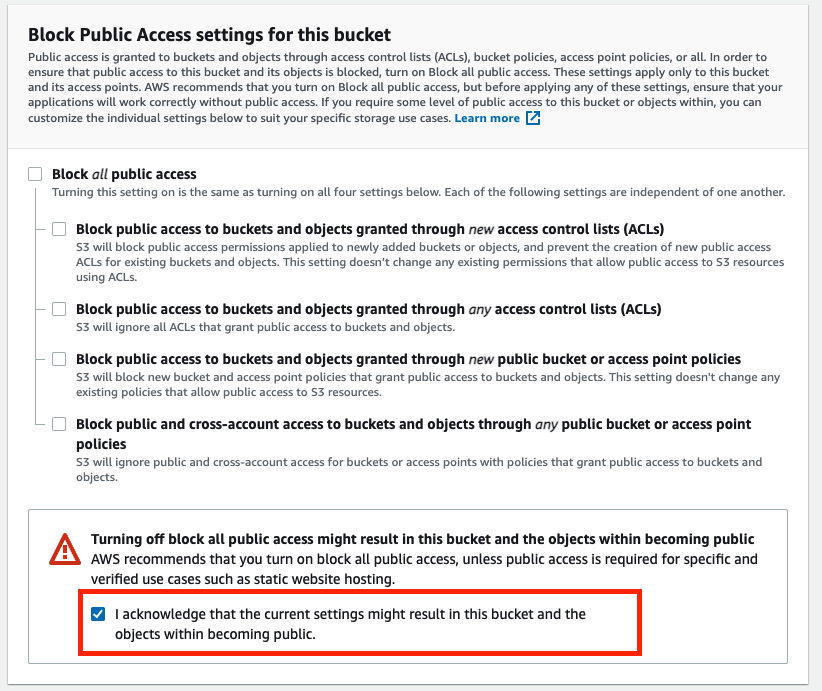 Block Public Access settings for this bucket
Public access is granted to buckets and objects through access control lists (ACLs), bucket policies, access point policies, or all. In order to
ensure that public access to this bucket and its objects is blocked, turn on Block all public access. These settings apply only to this bucket
and its access points. AWS recommends that you turn on Block all public access, but before applying any of these settings, ensure that your
applications will work correctly without public access. If you require some level of public access to this bucket or objects within, you can
customize the individual settings below to suit your specific storage use cases. Learn more
Block all public access
Turning this setting on is the same as turning on all four settings below. Each of the following settings are independent of one another.
Block public access to buckets and objects granted through new access control lists (ACLs)
S3 will block public access permissions applied to newly added buckets or objects, and prevent the creation of new public access
ACLs for existing buckets and objects. This setting doesn't change any existing permissions that allow public access to S3 resources
using ACLs.
Block public access to buckets and objects granted through any access control lists (ACLs)
S3 will ignore all ACLs that grant public access to buckets and objects.
Block public access to buckets and objects granted through new public bucket or access point policies
S3 will block new bucket and access point policies that grant public access to buckets and objects. This setting doesn't change any
existing policies that allow public access to S3 resources.
Block public and cross-account access to buckets and objects through any public bucket or access point
policies
S3 will ignore public and cross-account access for buckets or access points with policies that grant public access to buckets and
objects.
Turning off block all public access might result in this bucket and the objects within becoming public
AWS recommends that you turn on block all public access, unless public access is required for specific and
verified use cases such as static website hosting.
I acknowledge that the current settings might result in this bucket and the
objects within becoming public.